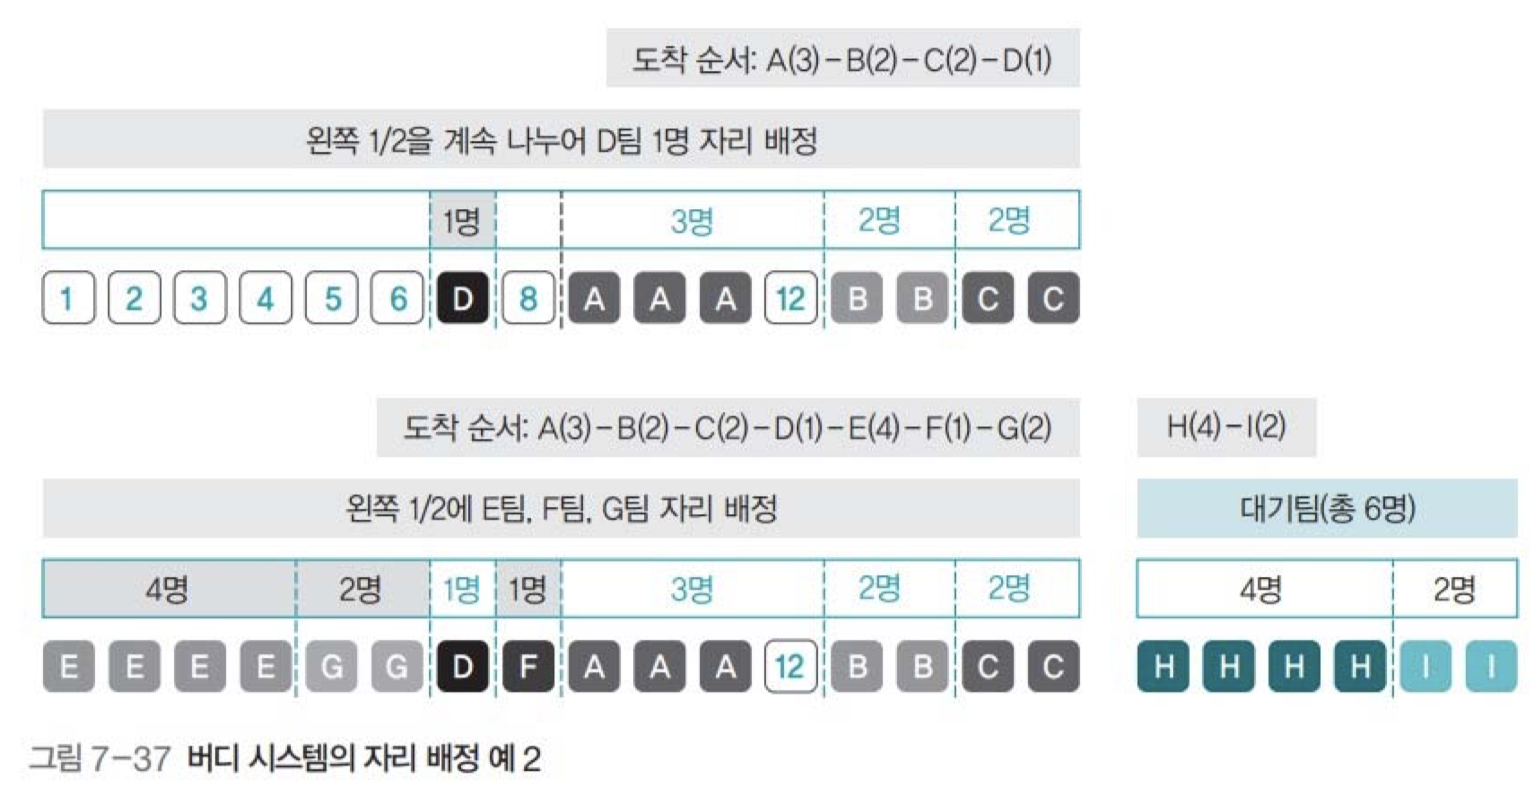 도착 순서: A(3)-B(2)-C(2)-D(1)
왼쪽 1/2을 계속 나누어 D팀 1명 자리 배정
1명 3명 2명 2명
1 2 3 4 5 6 D 8 A A A 12 B B C C
도착 순서: A(3)-B(2)-C(2)-D(1)-E(4)-F(1)-G(2)
H(4)-I(2)
왼쪽 1/2에 E팀, F팀, G팀 자리 배정
대기팀(총 6명)
4명 2명 1명 1명 3명 2명 2명
4명 2명
E E E E G G D F A A A 12 B B C C
H H H H I I
그림 7-37 버디 시스템의 자리 배정 예 2